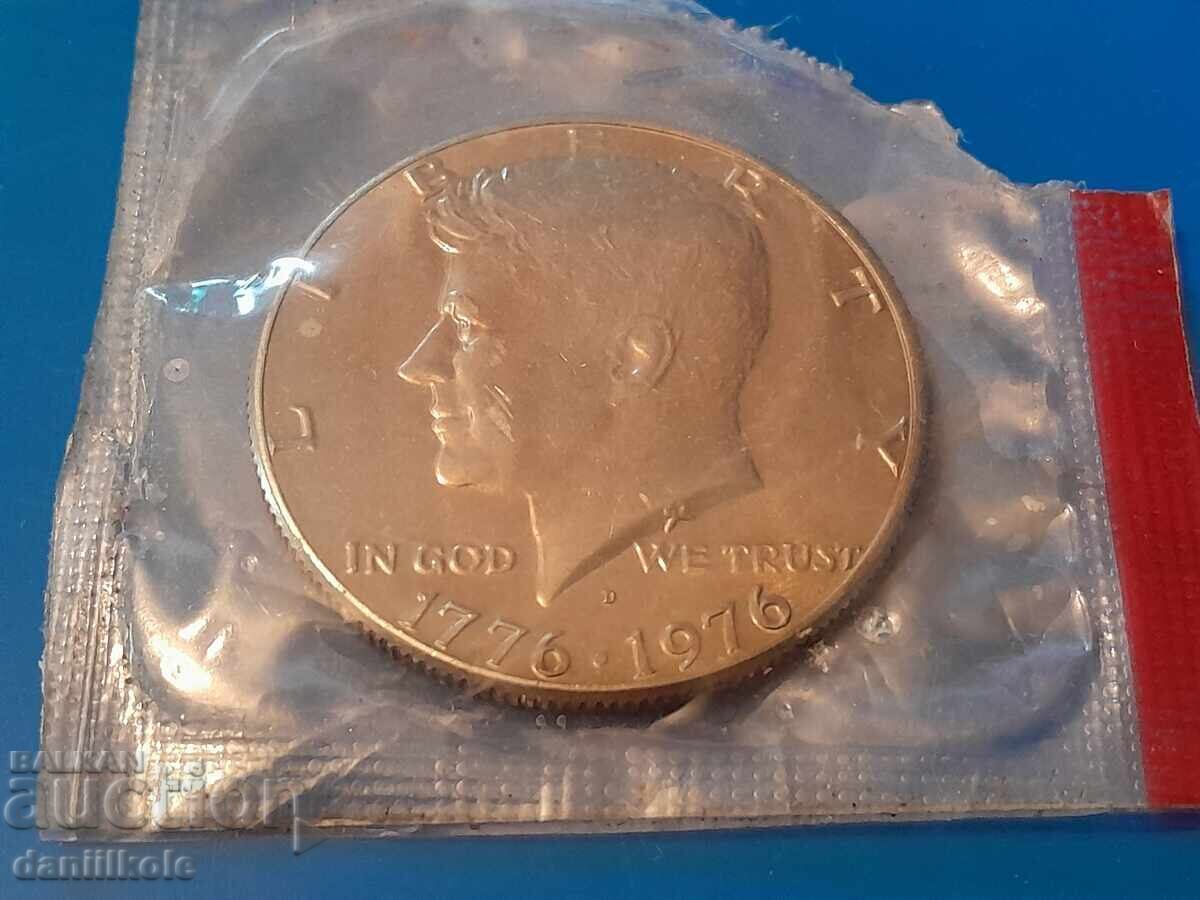 LIBERTY
IN GOD WE TRUST
D
1776 · 1976
BALKAN
auction
daniilkole